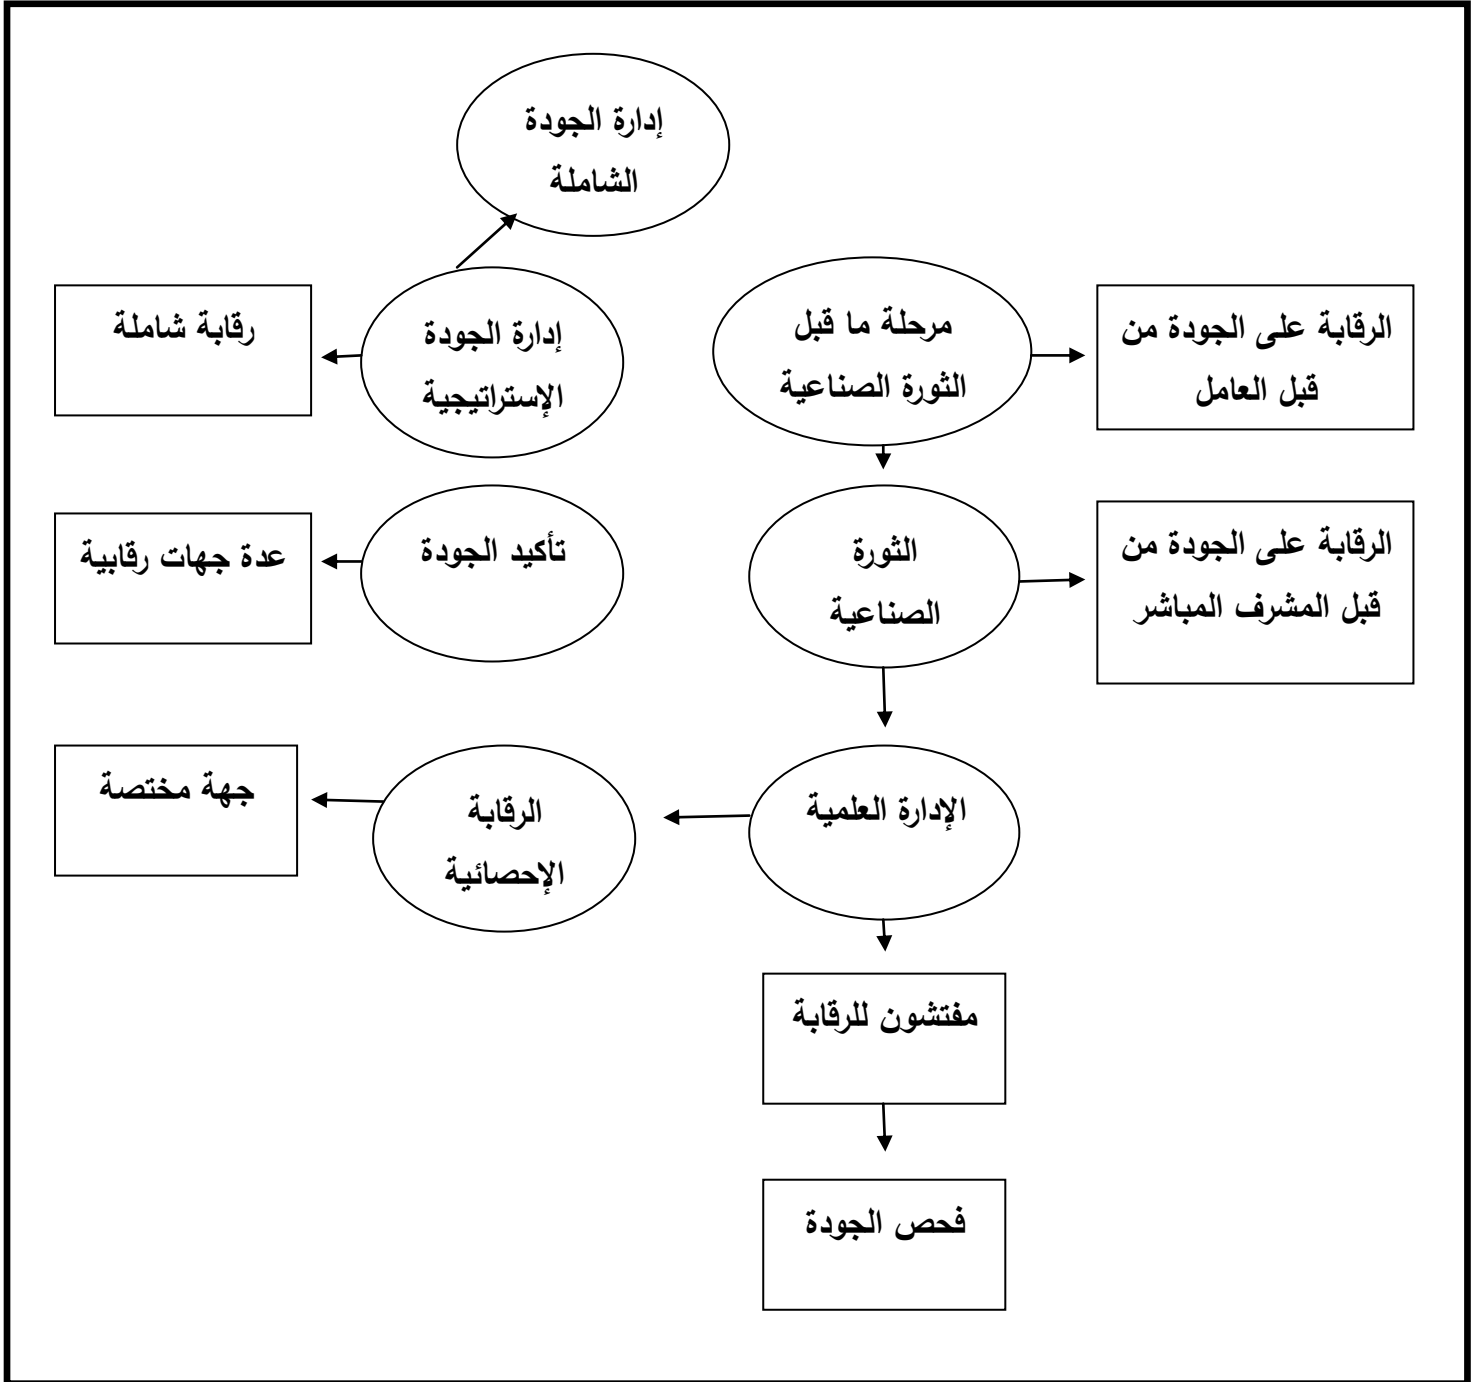 إدارة الجودة
الشاملة
الرقابة على الجودة من
قبل العامل
مرحلة ما قبل
الثورة الصناعية
إدارة الجودة
الإستراتيجية
رقابة شاملة
الرقابة على الجودة من
قبل المشرف المباشر
الثورة
الصناعية
تأكيد الجودة
عدة جهات رقابية
الإدارة العلمية
الرقابة
الإحصائية
جهة مختصة
مفتشون للرقابة
فحص الجودة